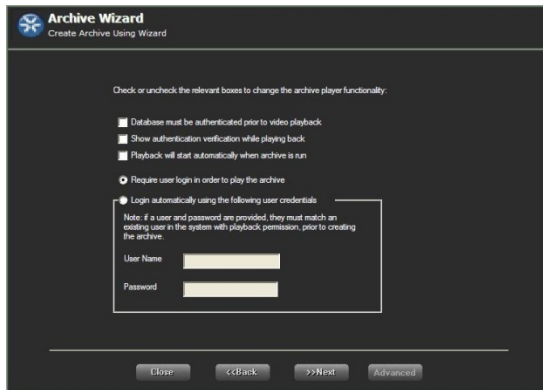 Archive Wizard
Create Archive Using Wizard
Check or uncheck the relevant boxes to change the archive player functionality:
Database must be authenticated prior to video playback
Show authentication verification while playing back
Playback will start automatically when archive is run
Require user login in order to play the archive
Login automatically using the following user credentials
Note: if a user and password are provided, they must match an
existing user in the system with playback permission, prior to creating
the archive.
User Name
Password
Close
<<Back
>>Next
Advanced